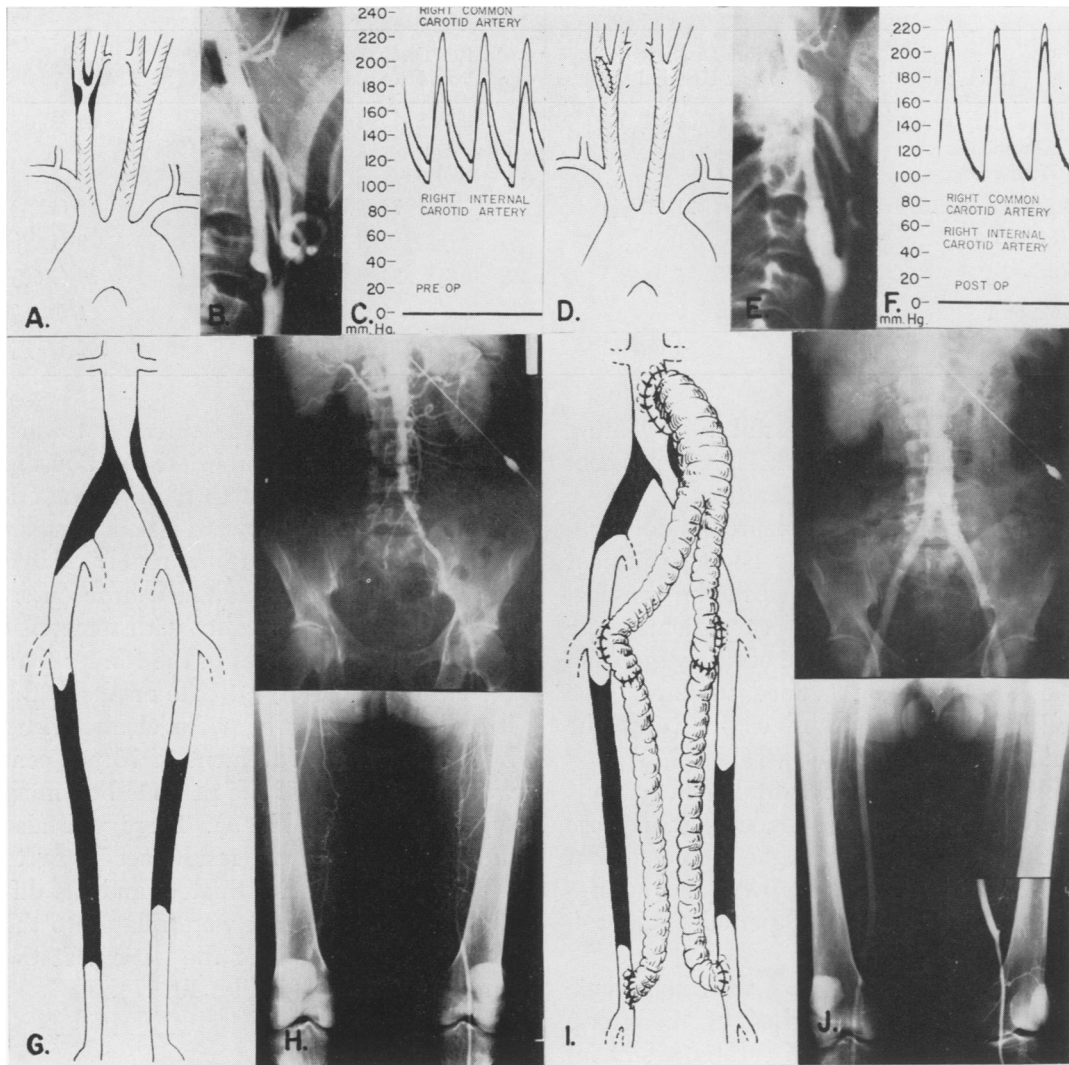 A.
B.
240-
220-
200-
180-
160-
140-
120-
100-
80-
60-
40-
20-
0-
mm. Hg.
RIGHT COMMON
CAROTID ARTERY
RIGHT INTERNAL
CAROTID ARTERY
PRE OP
C.
D.
E.
220-
200-
180-
160-
140-
120-
100-
80-
60-
40-
20-
0-
mm. Hg.
RIGHT COMMON
CAROTID ARTERY
RIGHT INTERNAL
CAROTID ARTERY
POST OP
F.
G.
H.
I.
J.